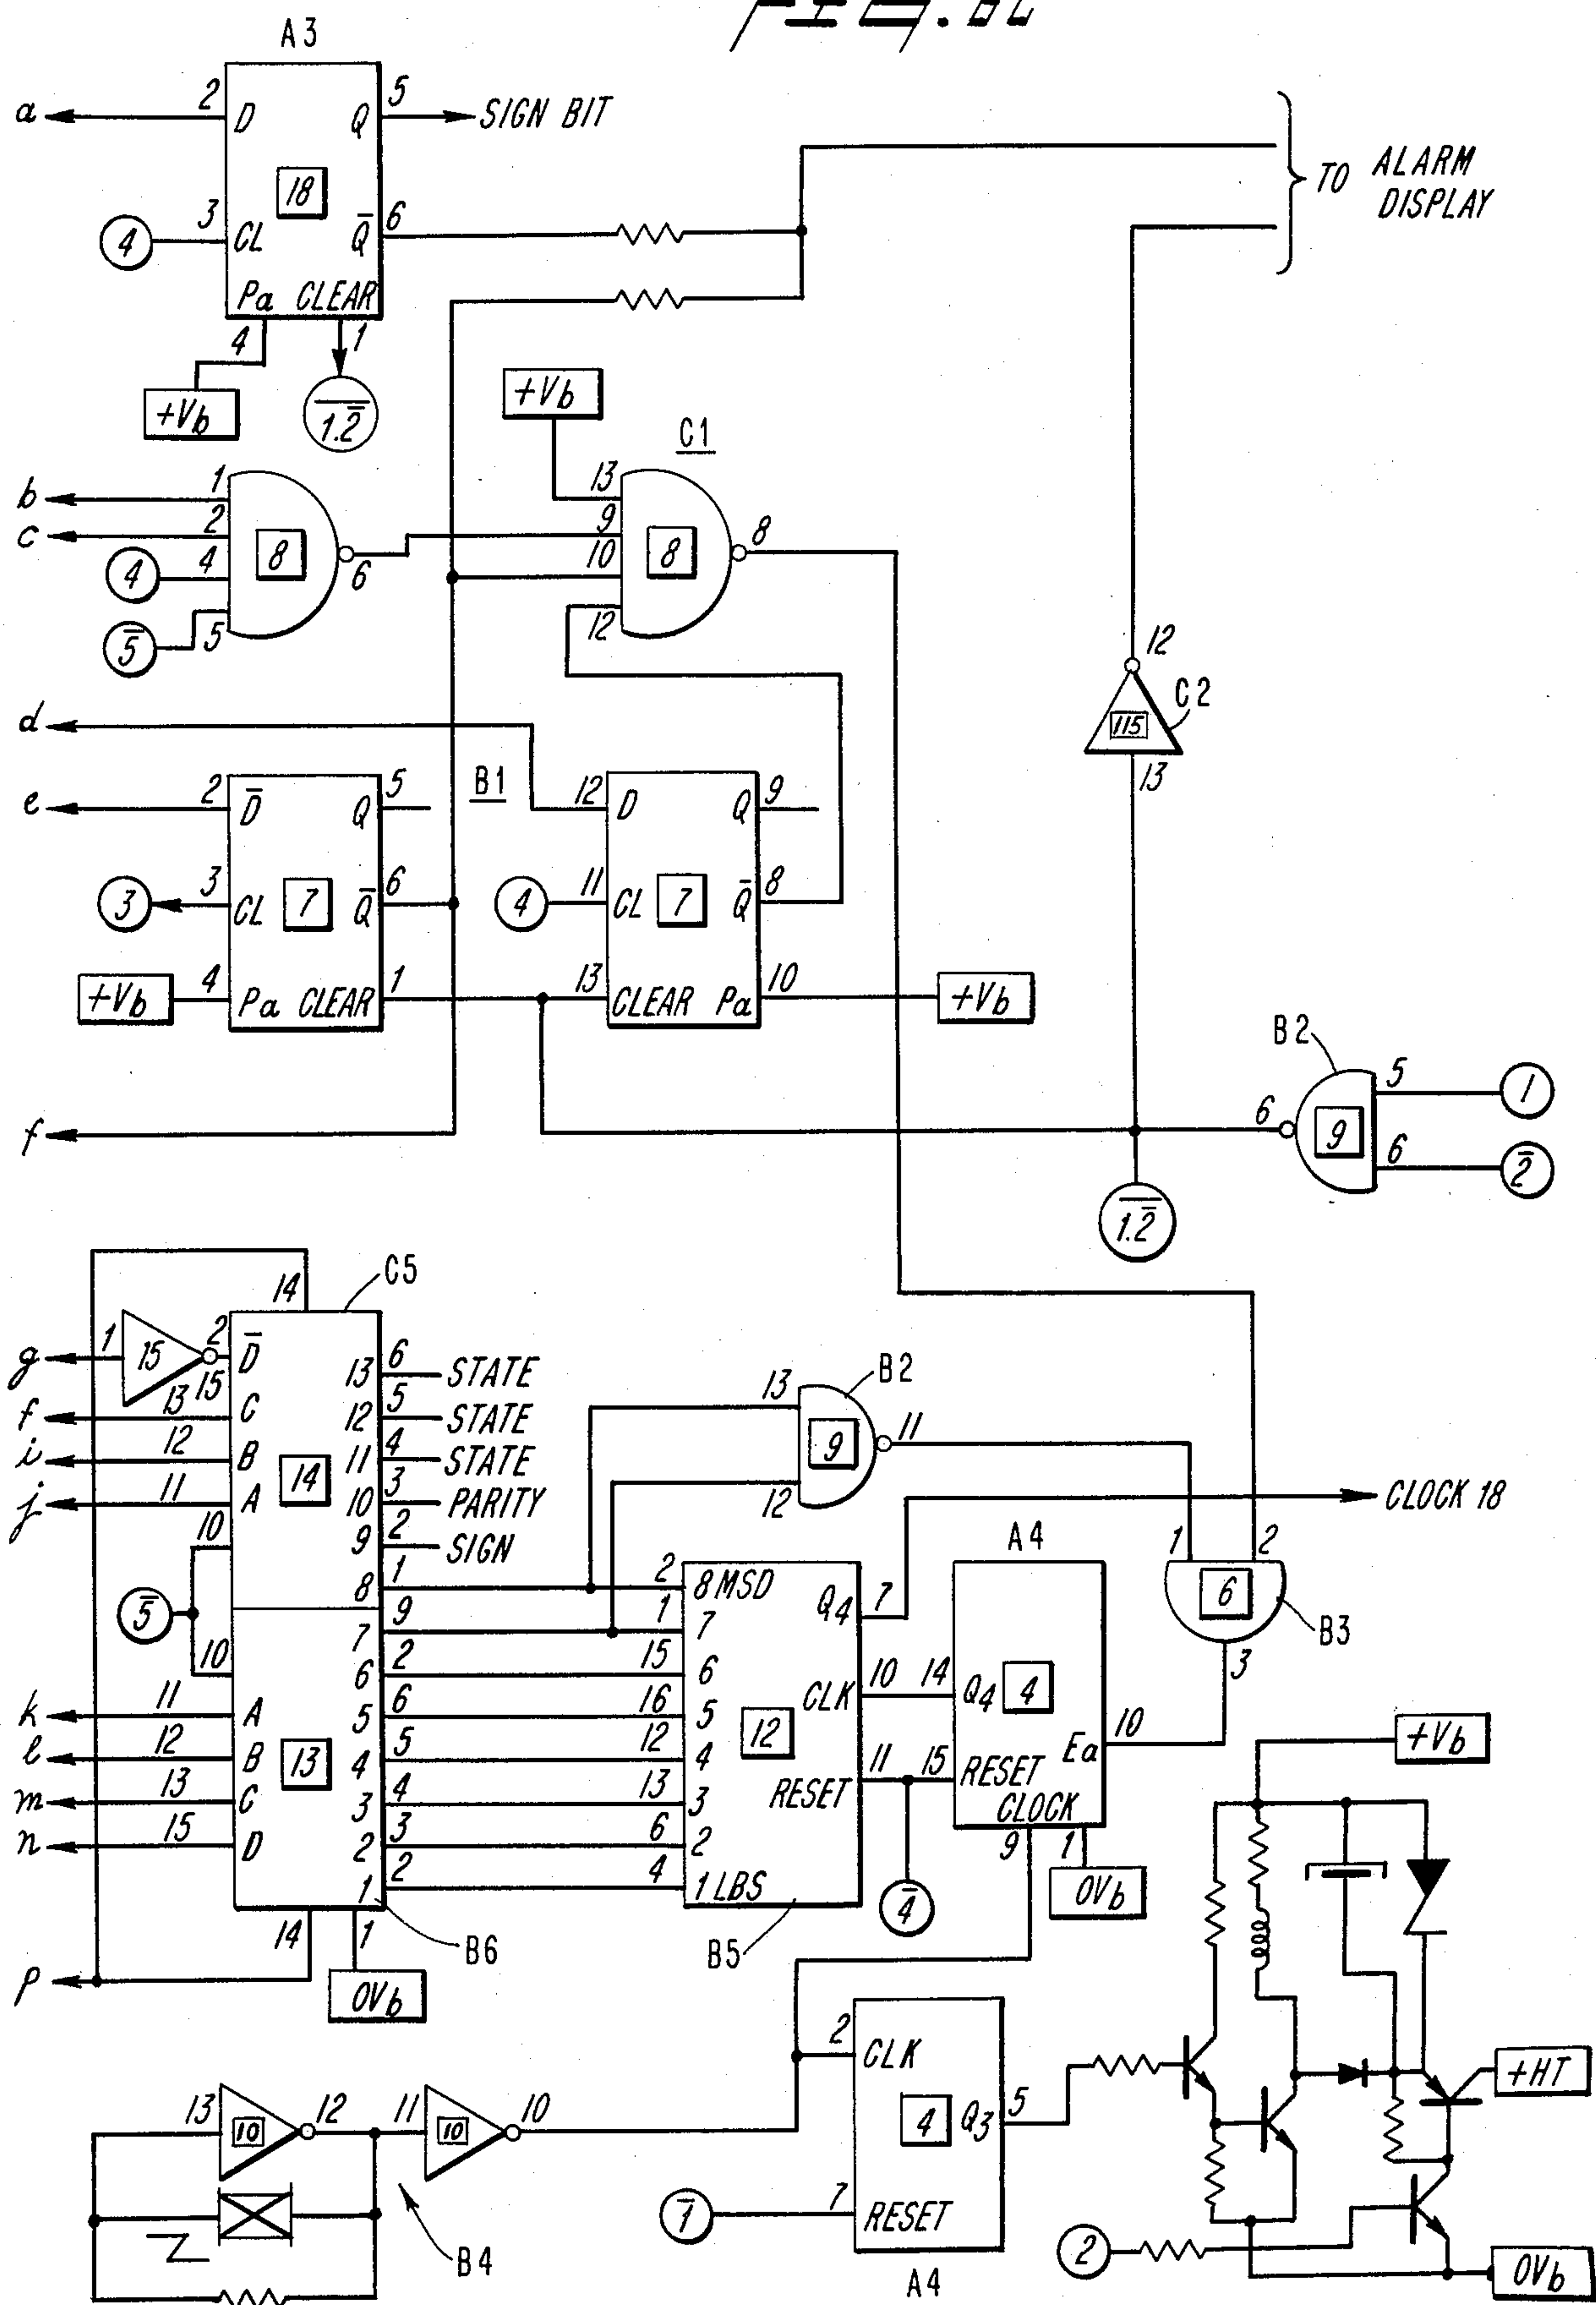 A3
a
2
D
Q
5
SIGN BIT
18
4
3
CL
Q̅
6
TO ALARM
DISPLAY
Pa
CLEAR
4
1
+Vb
1.2̅
+Vb
C1
b
1
c
2
4
4
5̅
5
8
6
13
9
10
12
8
8
12
C2
115
13
d
e
2
D̅
Q
5
B1
12
D
Q
9
3
3
CL
7
Q̅
6
4
11
CL
7
Q̅
8
+Vb
4
Pa
CLEAR
1
13
CLEAR
Pa
10
+Vb
B2
5
1
6
9
6
2̅
f
1.2̅
14
C5
g
1
15
2
15
D̅
13
6
STATE
f
13
C
12
5
STATE
i
12
B
14
11
4
STATE
j
11
A
10
3
PARITY
10
9
2
SIGN
5̅
8
1
13
B2
9
11
12
CLOCK 18
10
7
9
6
2
k
11
A
5
6
l
12
B
13
4
5
m
13
C
3
4
n
15
D
2
3
1
2
14
1
B6
p
0Vb
2
8 MSD
1
7
15
6
16
5
12
4
13
3
6
2
4
1 LBS
12
Q4
7
CLK
10
RESET
11
B5
4̅
A4
14
Q4
4
15
RESET
Ea
10
CLOCK
9
1
0Vb
1
2
6
B3
3
+Vb
13
10
12
11
10
10
B4
2
CLK
4
Q3
5
1̅
7
RESET
A4
+HT
2
0Vb